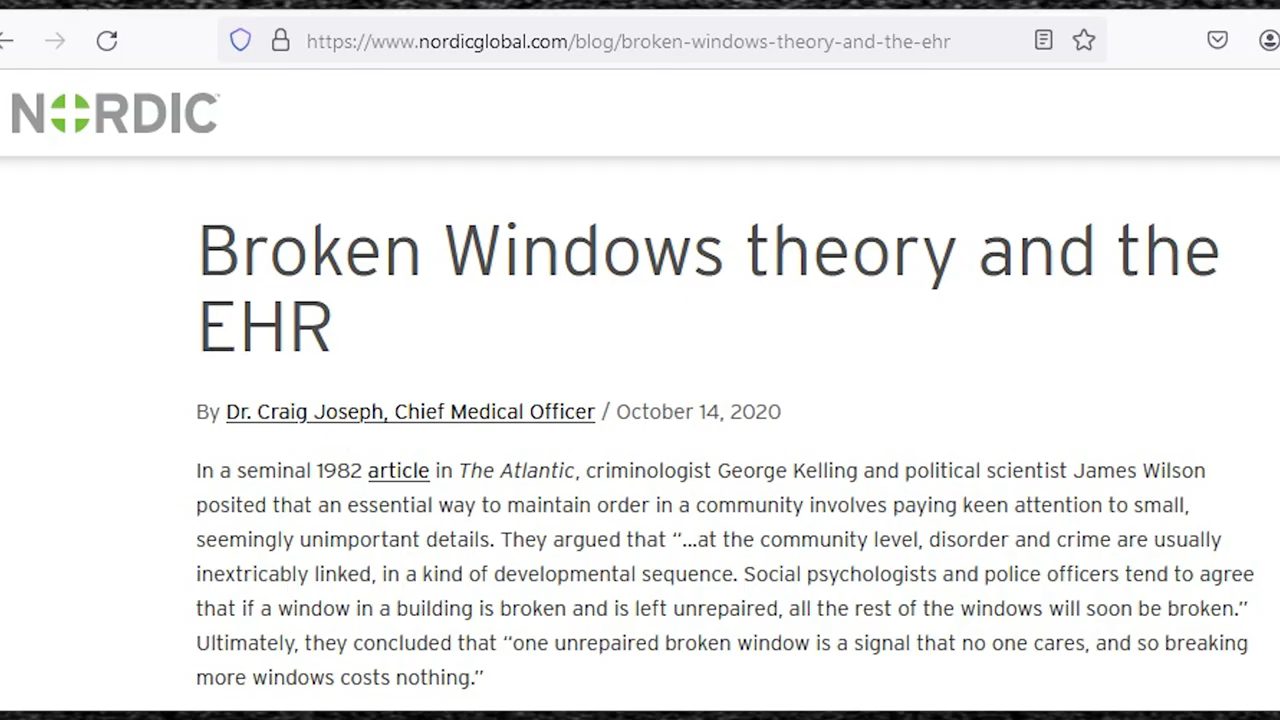 https://www.nordicglobal.com/blog/broken-windows-theory-and-the-ehr
NORDIC
Broken Windows theory and the
EHR
By Dr. Craig Joseph, Chief Medical Officer / October 14, 2020
In a seminal 1982 article in The Atlantic, criminologist George Kelling and political scientist James Wilson
posited that an essential way to maintain order in a community involves paying keen attention to small,
seemingly unimportant details. They argued that “…at the community level, disorder and crime are usually
inextricably linked, in a kind of developmental sequence. Social psychologists and police officers tend to agree
that if a window in a building is broken and is left unrepaired, all the rest of the windows will soon be broken.”
Ultimately, they concluded that “one unrepaired broken window is a signal that no one cares, and so breaking
more windows costs nothing.”